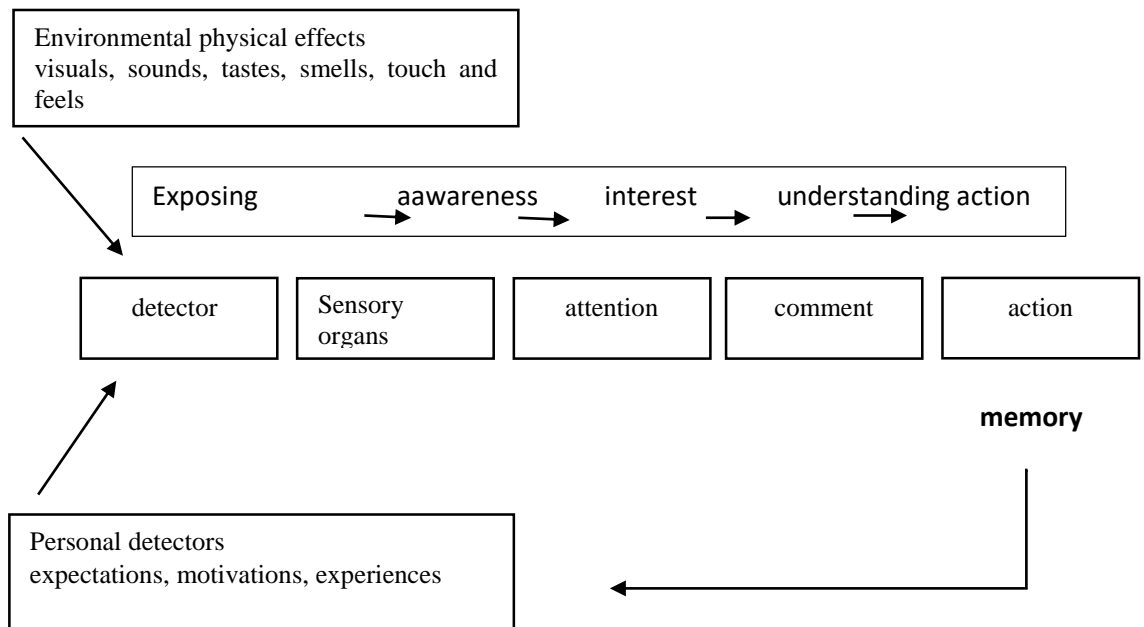 Environmental physical effects
visuals, sounds, tastes, smells, touch and
feels
Exposing aawareness interest understanding action
detector
Sensory
organs
attention
comment
action
memory
Personal detectors
expectations, motivations, experiences